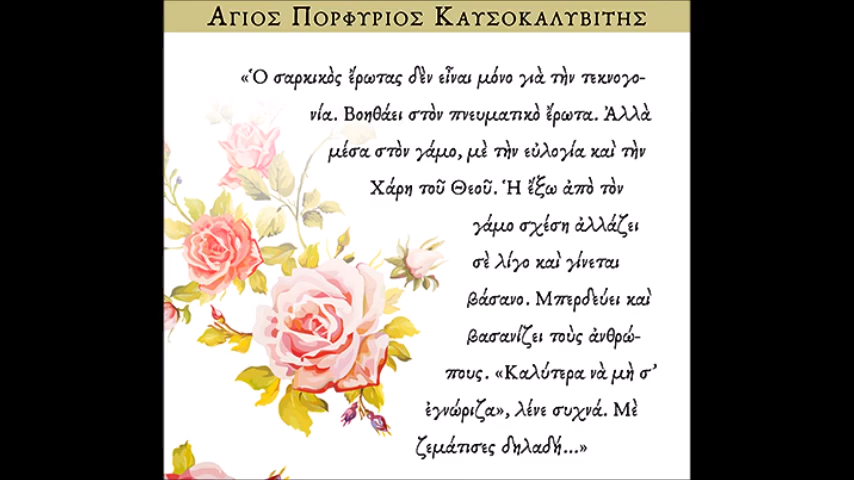 ΑΓΙΟΣ ΠΟΡΦΥΡΙΟΣ ΚΑΥΣΟΚΑΛΥΒΙΤΗΣ
«Ὁ σαρκικὸς ἔρωτας δὲν εἶναι μόνο γιὰ τὴν τεκνογο-
νία. Βοηθάει στὸν πνευματικὸ ἔρωτα. Ἀλλὰ
μέσα στὸν γάμο, μὲ τὴν εὐλογία καὶ τὴν
Χάρη τοῦ Θεοῦ. Ἡ ἔξω ἀπὸ τὸν
γάμο σχέση ἀλλάζει
σὲ λίγο καὶ γίνεται
βάσανο. Μπερδεύει καὶ
βασανίζει τοὺς ἀνθρώ-
πους. «Καλύτερα νὰ μὴ σ’
ἐγνώριζα», λένε συχνά. Μὲ
ζεμάτισες δηλαδή...»